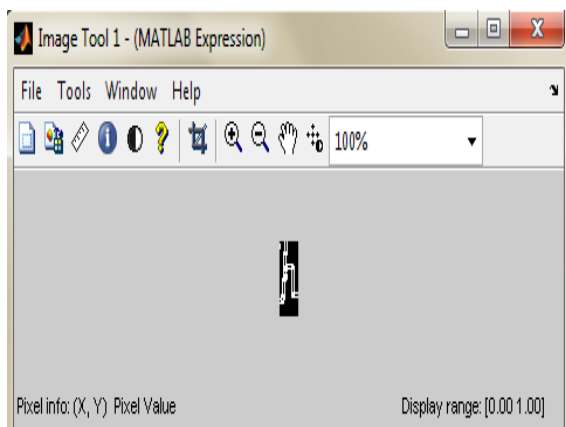 Image Tool 1 - (MATLAB Expression)
File Tools Window Help
100%
h
Pixel info: (X, Y) Pixel Value Display range: [0.00 1.00]